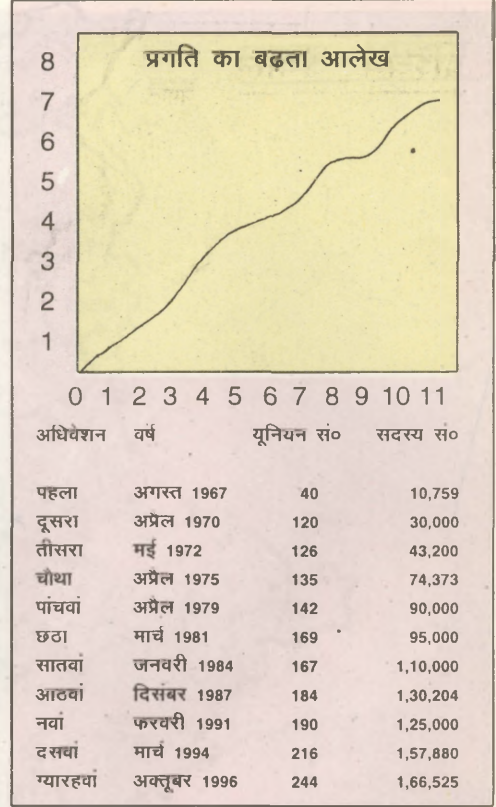 प्रगति का बढ़ता आलेख
8
7
6
5
4
3
2
1
0 1 2 3 4 5 6 7 8 9 10 11
अधिवेशन वर्ष यूनियन सं० सदस्य सं०
पहला अगस्त 1967 40 10,759
दूसरा अप्रैल 1970 120 30,000
तीसरा मई 1972 126 43,200
चौथा अप्रैल 1975 135 74,373
पांचवां अप्रैल 1979 142 90,000
छठा मार्च 1981 169 95,000
सातवां जनवरी 1984 167 1,10,000
आठवां दिसंबर 1987 184 1,30,204
नवां फरवरी 1991 190 1,25,000
दसवां मार्च 1994 216 1,57,880
ग्यारहवां अक्तूबर 1996 244 1,66,525